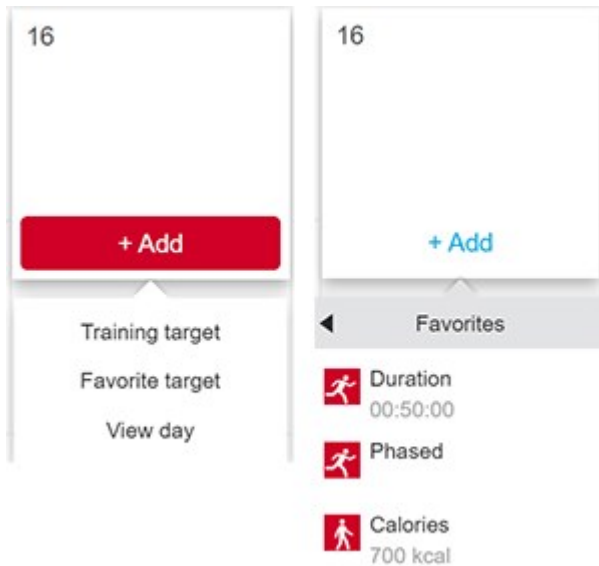 16
+ Add
Training target
Favorite target
View day
16
+ Add
Favorites
Duration
00:50:00
Phased
Calories
700 kcal